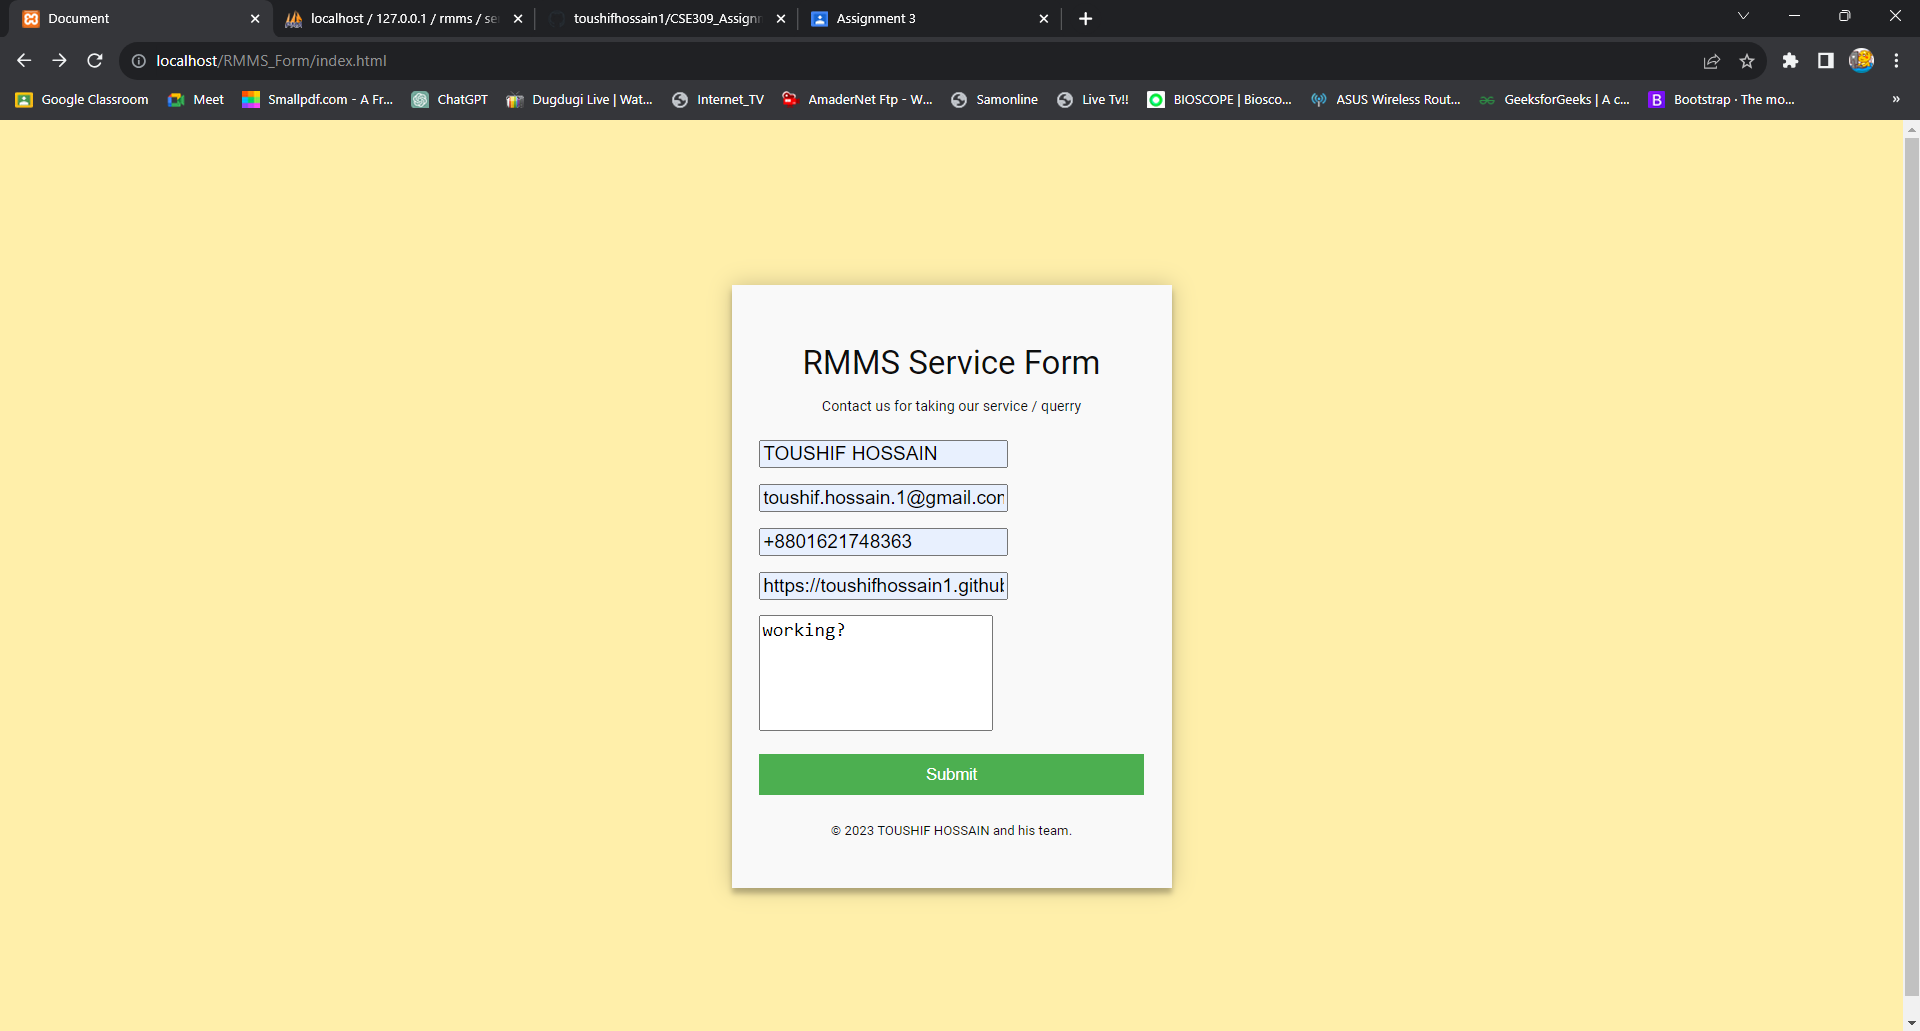 Document
localhost / 127.0.0.1 / rmms / se
toushifhossain1/CSE309_Assign
Assignment 3
localhost/RMMS_Form/index.html
Google Classroom
Meet
Smallpdf.com - A Fr...
ChatGPT
Dugdugi Live | Wat...
Internet_TV
AmaderNet Ftp - W...
Samonline
Live Tv!!
BIOSCOPE | Biosco...
ASUS Wireless Rout...
GeeksforGeeks | A c...
Bootstrap · The mo...
»
RMMS Service Form
Contact us for taking our service / querry
TOUSHIF HOSSAIN
toushif.hossain.1@gmail.com
+8801621748363
https://toushifhossain1.github
working?
Submit
© 2023 TOUSHIF HOSSAIN and his team.